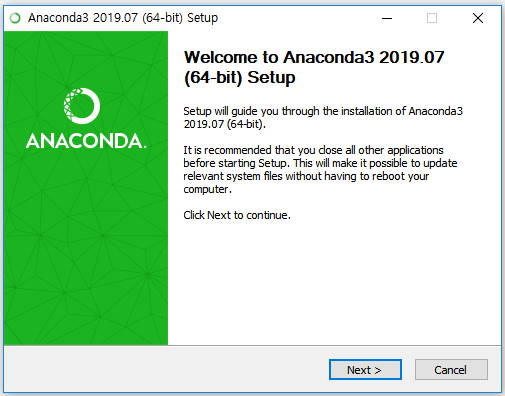 Anaconda3 2019.07 (64-bit) Setup
Welcome to Anaconda3 2019.07
(64-bit) Setup
ANACONDA.
Setup will guide you through the installation of Anaconda3
2019.07 (64-bit).
It is recommended that you close all other applications
before starting Setup. This will make it possible to update
relevant system files without having to reboot your
computer.
Click Next to continue.
Next >
Cancel